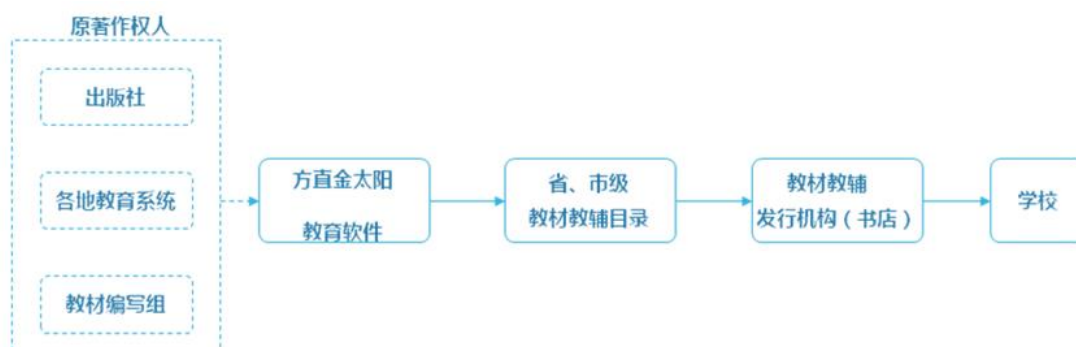 原著作权人
出版社
各地教育系统
教材编写组
方直金太阳
教育软件
省、市级
教材教辅目录
教材教辅
发行机构（书店）
学校